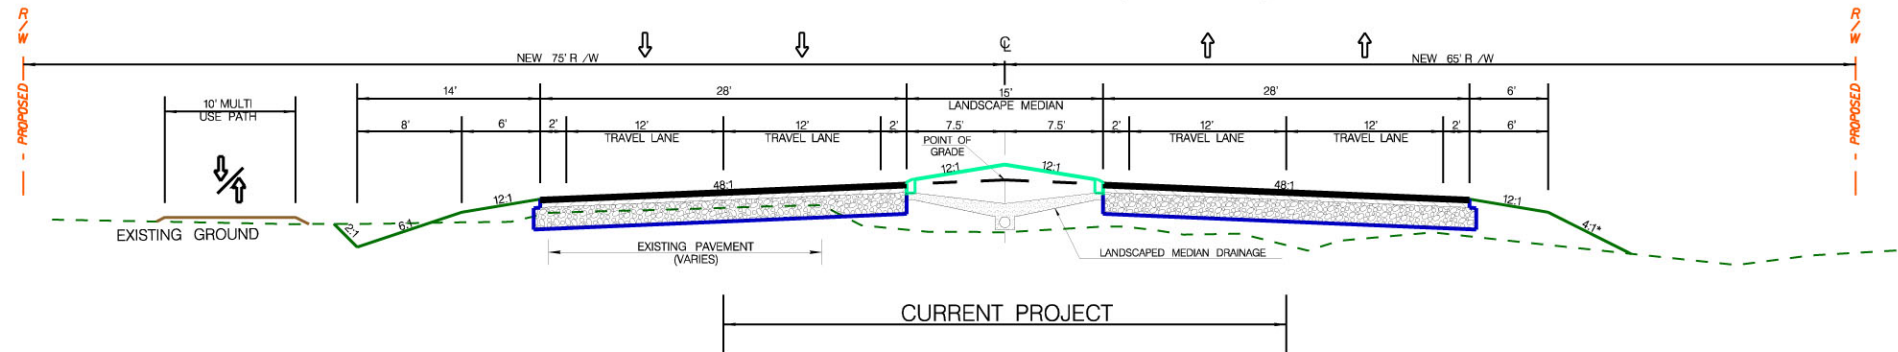 R/W
PROPOSED
NEW 75' R/W
℄
NEW 65' R/W
R/W
PROPOSED
14'
28'
15'
28'
6'
LANDSCAPE MEDIAN
10' MULTI
USE PATH
8'
6'
2'
12'
12'
2'
7.5'
7.5'
2'
12'
12'
2'
6'
TRAVEL LANE
TRAVEL LANE
TRAVEL LANE
TRAVEL LANE
POINT OF
GRADE
12:1
12:1
48:1
48:1
12:1
12:1
2:1
6:1
4:1*
EXISTING GROUND
EXISTING PAVEMENT
(VARIES)
LANDSCAPED MEDIAN DRAINAGE
CURRENT PROJECT